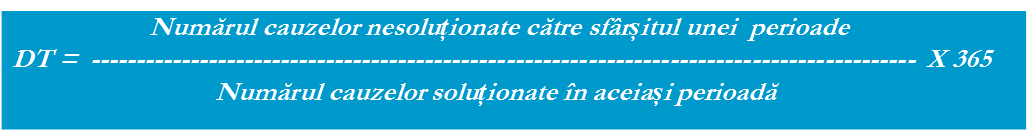 Numărul cauzelor nesoluționate către sfârșitul unei perioade
DT = -------------------------------------------------------------------------------------------- X 365
Numărul cauzelor soluționate în aceiași perioadă